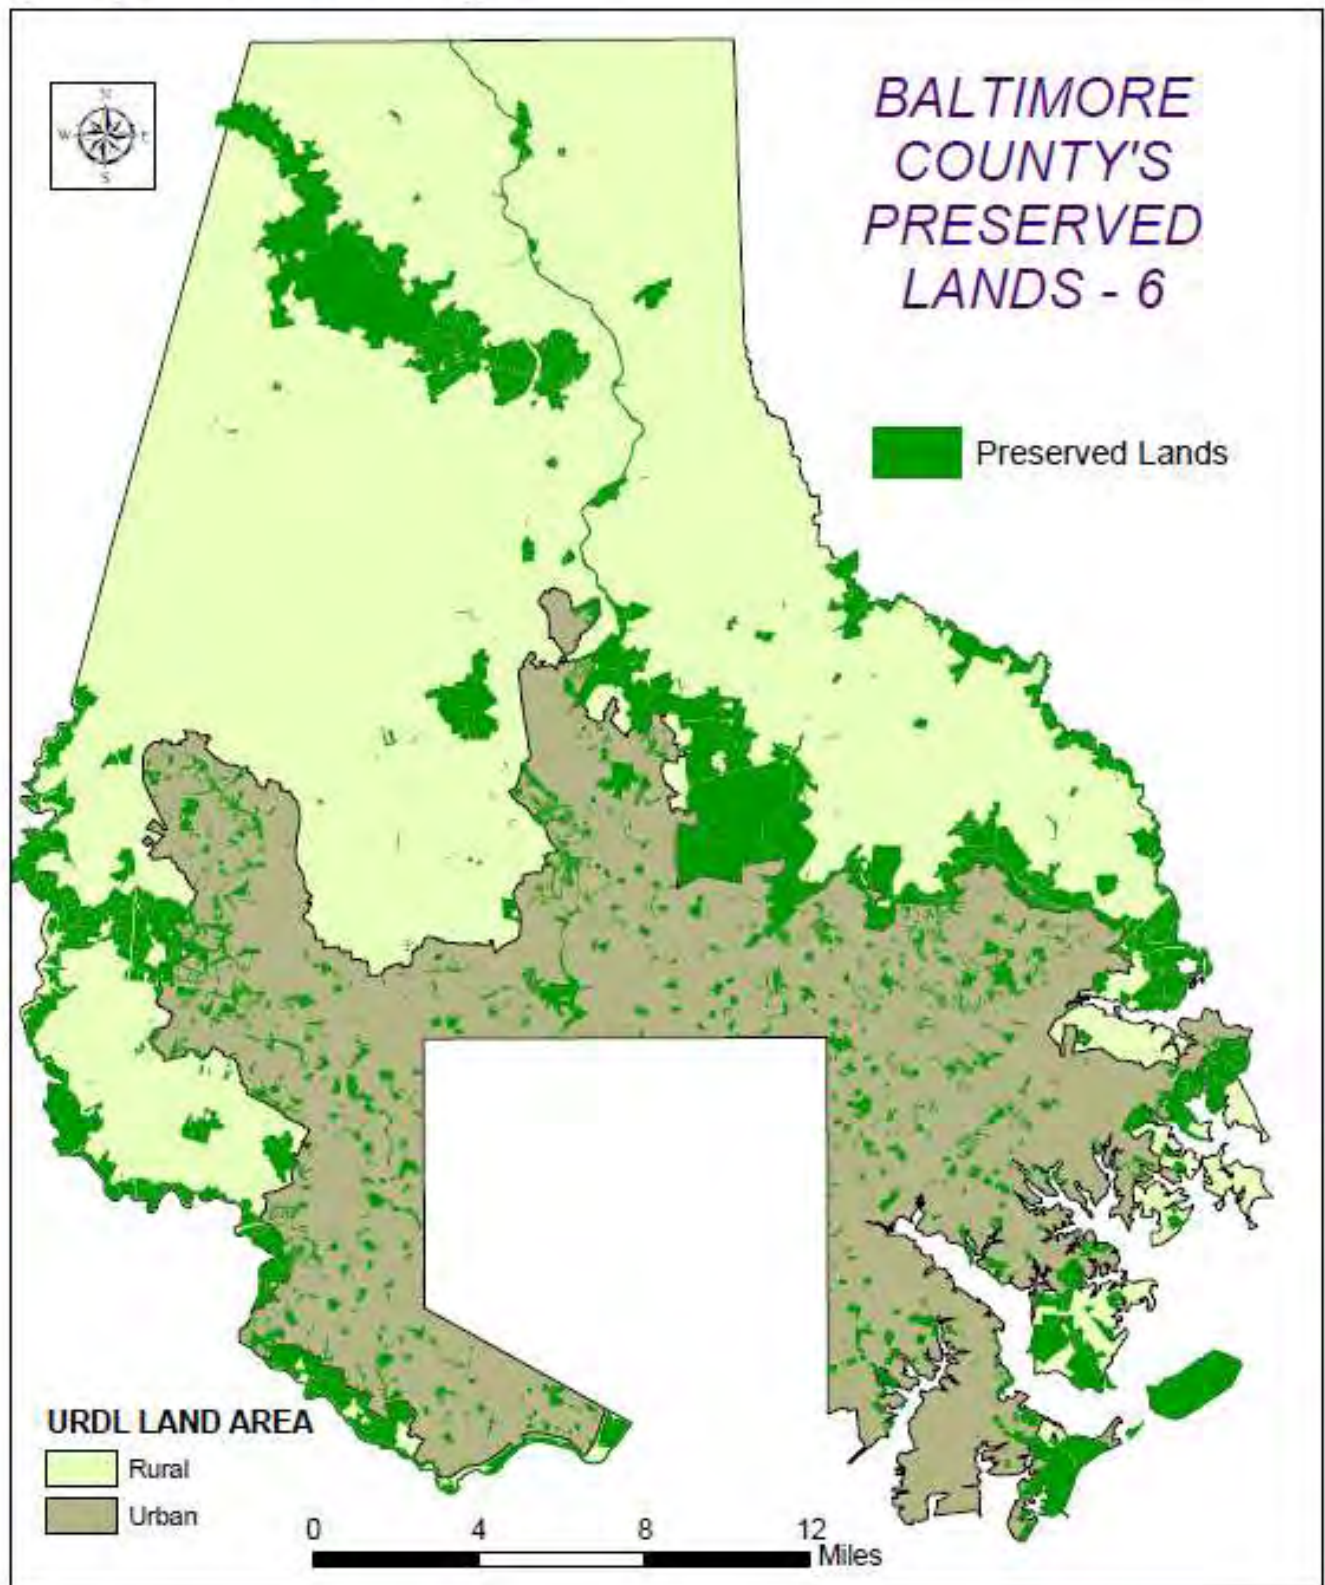 BALTIMORE
COUNTY'S
PRESERVED
LANDS - 6
N
W
E
S
Preserved Lands
URDL LAND AREA
Rural
Urban
0 4 8 12
Miles